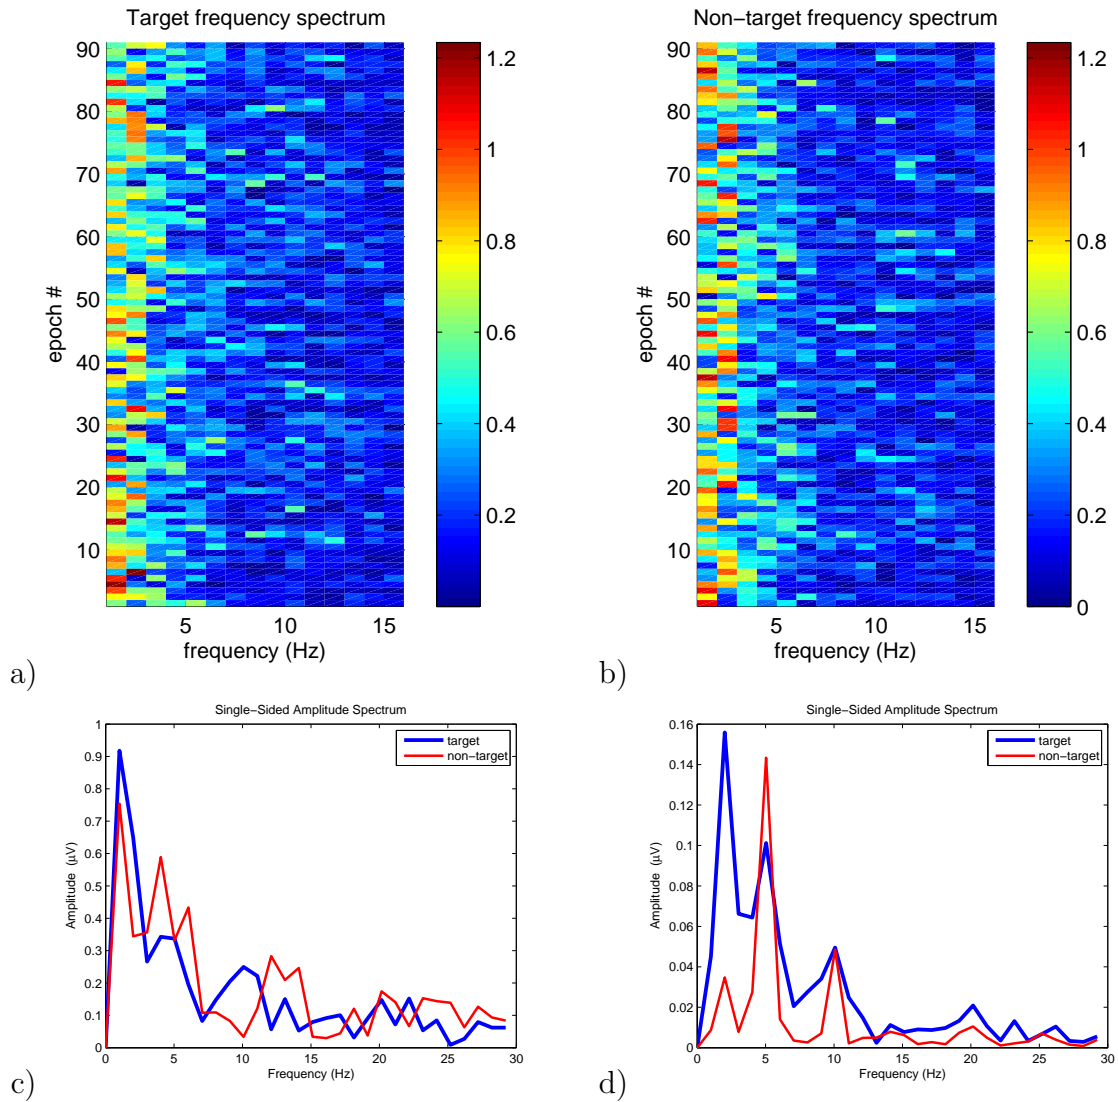 Target frequency spectrum
90
80
70
60
50
40
30
20
10
epoch #
5 10 15
frequency (Hz)
1.2
1
0.8
0.6
0.4
0.2
a)
Non−target frequency spectrum
90
80
70
60
50
40
30
20
10
epoch #
5 10 15
frequency (Hz)
1.2
1
0.8
0.6
0.4
0.2
0
b)
Single−Sided Amplitude Spectrum
1
0.9
0.8
0.7
0.6
0.5
0.4
0.3
0.2
0.1
0
Amplitude (μV)
target
non−target
0 5 10 15 20 25 30
Frequency (Hz)
c)
Single−Sided Amplitude Spectrum
0.16
0.14
0.12
0.1
0.08
0.06
0.04
0.02
0
Amplitude (μV)
target
non−target
0 5 10 15 20 25 30
Frequency (Hz)
d)